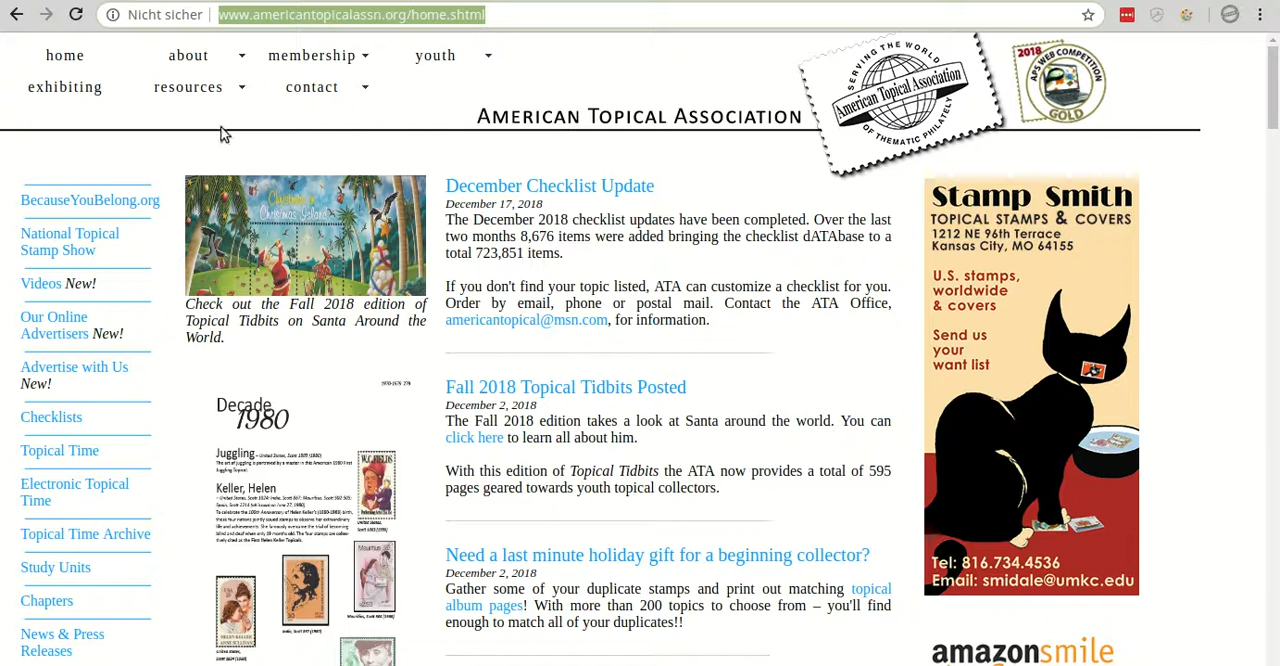 Nicht sicher
www.americantopicalassn.org/home.shtml
home about membership youth
exhibiting resources contact
AMERICAN TOPICAL ASSOCIATION
SERVING THE WORLD
American Topical Association
OF THEMATIC PHILATELY
2018
APS WEB COMPETITION
GOLD
BecauseYouBelong.org
National Topical
Stamp Show
Videos New!
Our Online
Advertisers New!
Advertise with Us
New!
Checklists
Topical Time
Electronic Topical
Time
Topical Time Archive
Study Units
Chapters
News & Press
Releases
Christmas on
Christmas Island
Check out the Fall 2018 edition of
Topical Tidbits on Santa Around the
World.
Decade
1980
Juggling
Keller, Helen
W.C. FIELDS
December Checklist Update
December 17, 2018
The December 2018 checklist updates have been completed. Over the last
two months 8,676 items were added bringing the checklist dATAbase to a
total 723,851 items.
If you don't find your topic listed, ATA can customize a checklist for you.
Order by email, phone or postal mail. Contact the ATA Office,
americantopical@msn.com, for information.
Fall 2018 Topical Tidbits Posted
December 2, 2018
The Fall 2018 edition takes a look at Santa around the world. You can
click here to learn all about him.
With this edition of Topical Tidbits the ATA now provides a total of 595
pages geared towards youth topical collectors.
Need a last minute holiday gift for a beginning collector?
December 2, 2018
Gather some of your duplicate stamps and print out matching topical
album pages! With more than 200 topics to choose from – you'll find
enough to match all of your duplicates!!
Stamp Smith
TOPICAL STAMPS & COVERS
1212 NE 96th Terrace
Kansas City, MO 64155
U.S. stamps,
worldwide
& covers
Send us
your
want list
Tel: 816.734.4536
Email: smidale@umkc.edu
amazonsmile